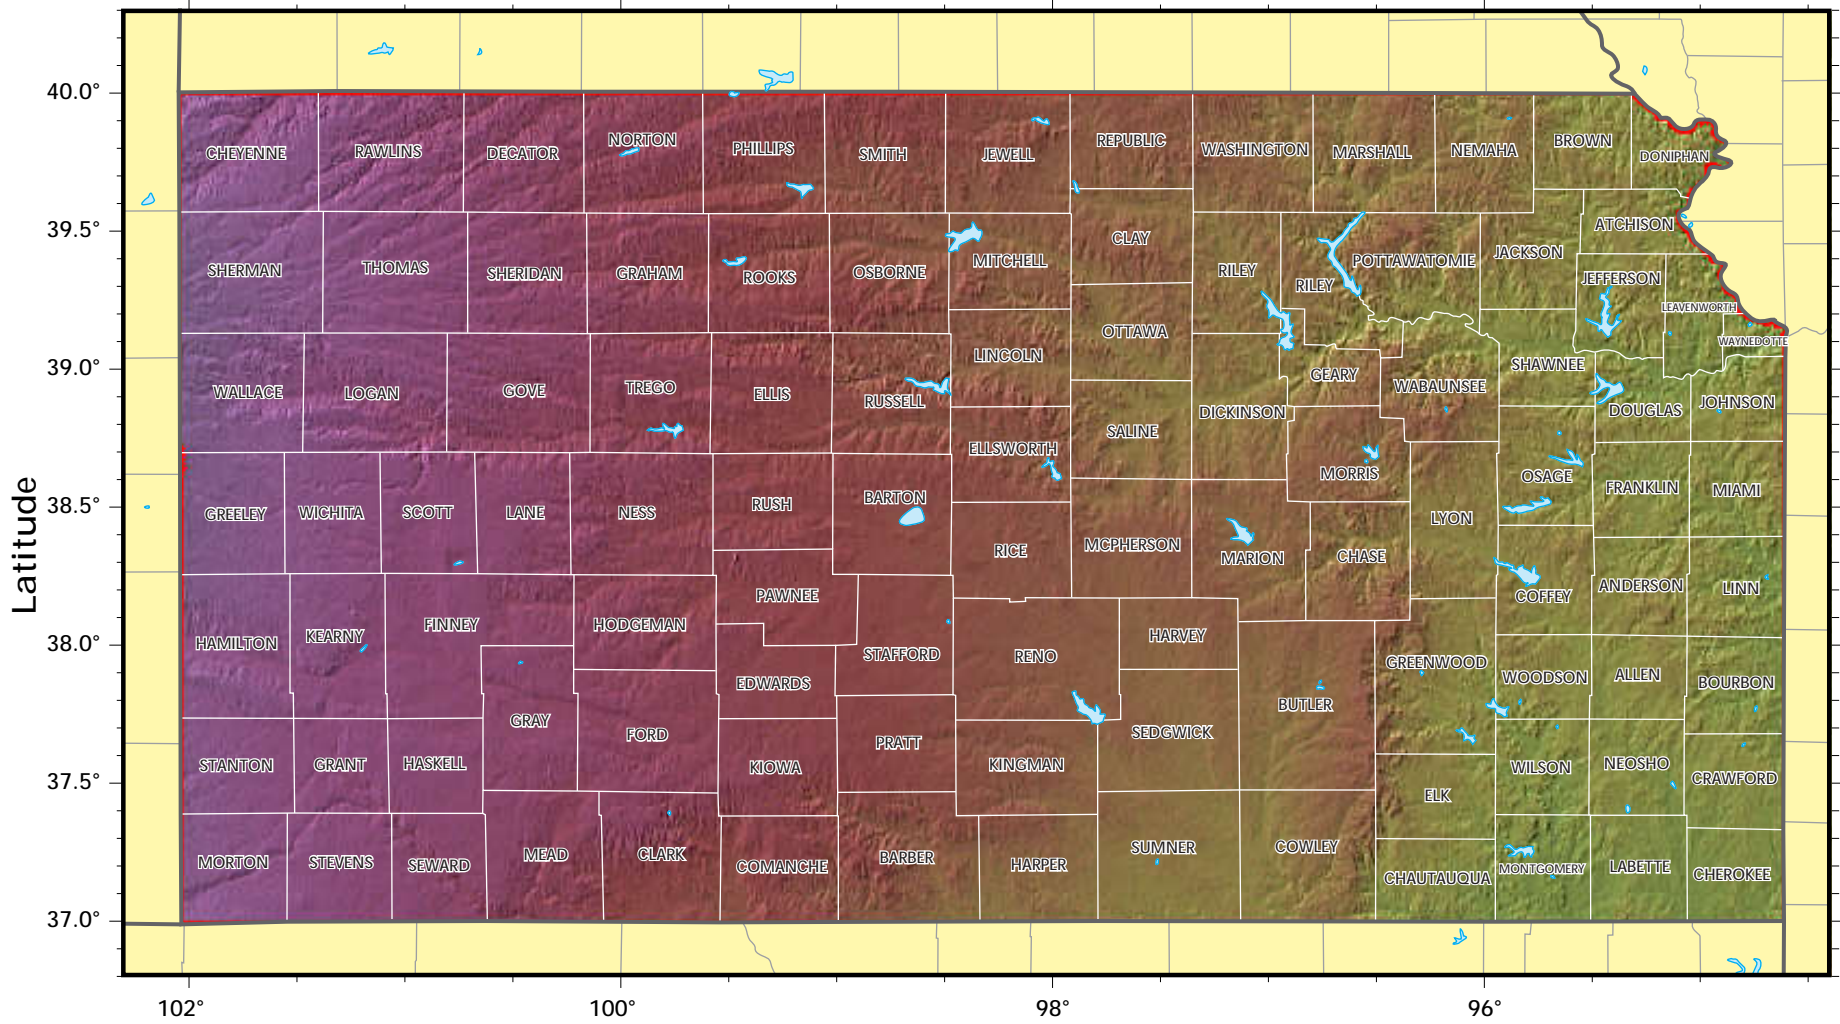 40.0°
NORTON
REPUBLIC
BROWN
CHEYENNE
RAWLINS
DECATOR
PHILLIPS
SMITH
JEWELL
WASHINGTON
MARSHALL
NEMAHA
DONIPHAN
39.5°
CLAY
ATCHISON
SHERMAN
THOMAS
SHERIDAN
GRAHAM
ROOKS
OSBORNE
MITCHELL
RILEY
RILEY
POTTAWATOMIE
JACKSON
JEFFERSON
LEAVENWORTH
OTTAWA
WAYNEDOTTE
39.0°
LINCOLN
SHAWNEE
WALLACE
LOGAN
GOVE
TREGO
ELLIS
RUSSELL
GEARY
WABAUNSEE
DICKINSON
DOUGLAS
JOHNSON
SALINE
ELLSWORTH
MORRIS
OSAGE
38.5°
GREELEY
WICHITA
SCOTT
LANE
NESS
RUSH
BARTON
LYON
FRANKLIN
MIAMI
Latitude
RICE
MCPHERSON
MARION
CHASE
PAWNEE
COFFEY
ANDERSON
LINN
38.0°
HAMILTON
KEARNY
FINNEY
HODGEMAN
STAFFORD
RENO
HARVEY
GREENWOOD
EDWARDS
WOODSON
ALLEN
BOURBON
GRAY
FORD
PRATT
SEDGWICK
BUTLER
37.5°
STANTON
GRANT
HASKELL
KIOWA
KINGMAN
WILSON
NEOSHO
CRAWFORD
ELK
MORTON
STEVENS
SEWARD
MEAD
CLARK
COMANCHE
BARBER
HARPER
SUMNER
COWLEY
CHAUTAUQUA
MONTGOMERY
LABETTE
CHEROKEE
37.0°
102°
100°
98°
96°